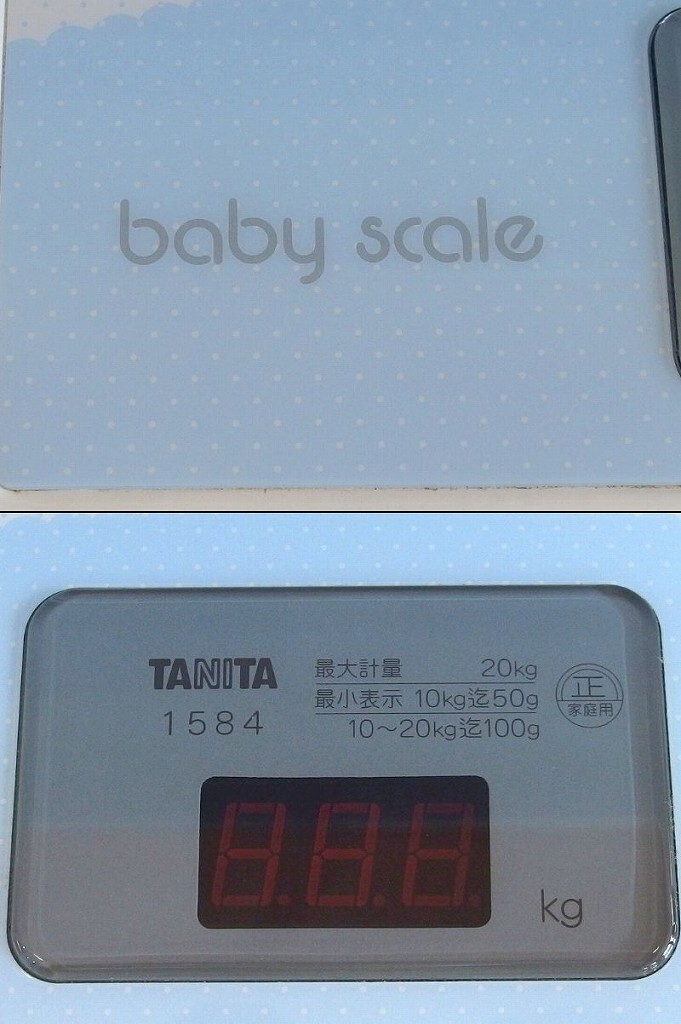 baby scale
TANITA
1584
最大計量 20kg
最小表示 10kg迄50g
10～20kg迄100g
正
家庭用
8.8.8.
kg